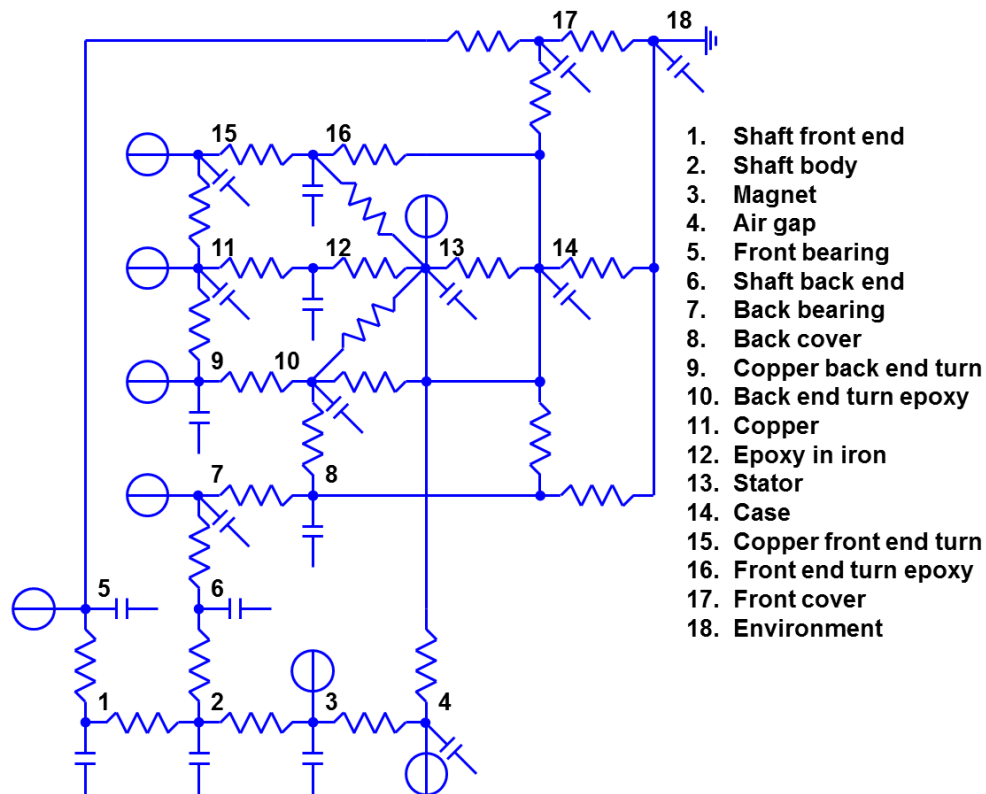 17
18
15
16
11
12
13
14
9
10
7
8
5
6
1
2
3
4
1. Shaft front end
2. Shaft body
3. Magnet
4. Air gap
5. Front bearing
6. Shaft back end
7. Back bearing
8. Back cover
9. Copper back end turn
10. Back end turn epoxy
11. Copper
12. Epoxy in iron
13. Stator
14. Case
15. Copper front end turn
16. Front end turn epoxy
17. Front cover
18. Environment